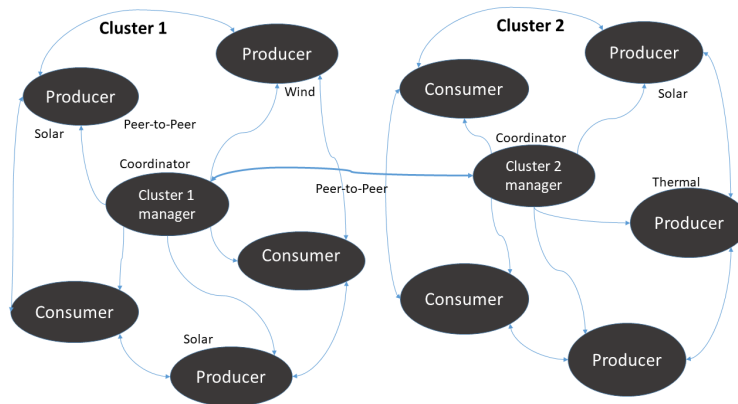 Cluster 1
Producer
Wind
Producer
Solar
Peer-to-Peer
Coordinator
Cluster 1
manager
Peer-to-Peer
Consumer
Consumer
Solar
Producer
Cluster 2
Producer
Solar
Consumer
Coordinator
Cluster 2
manager
Thermal
Producer
Consumer
Producer